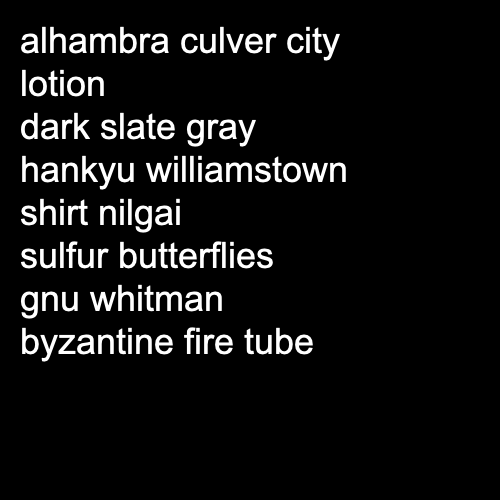 alhambra culver city
lotion
dark slate gray
hankyu williamstown
shirt nilgai
sulfur butterflies
gnu whitman
byzantine fire tube